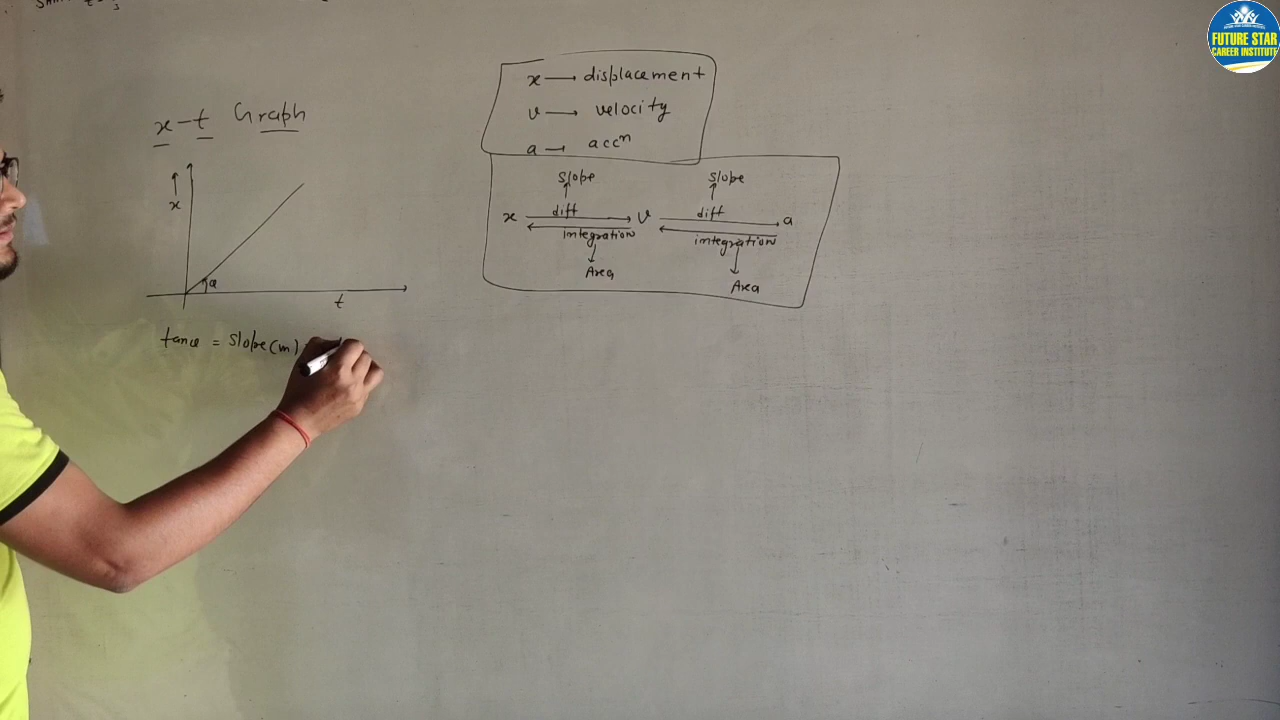 x-t Graph
x
α
t
tanα = slope(m)
x → displacement
v → velocity
a → accⁿ
slope slope
x diff v diff a
integration integration
Area Area
FUTURE STAR
CAREER INSTITUTE